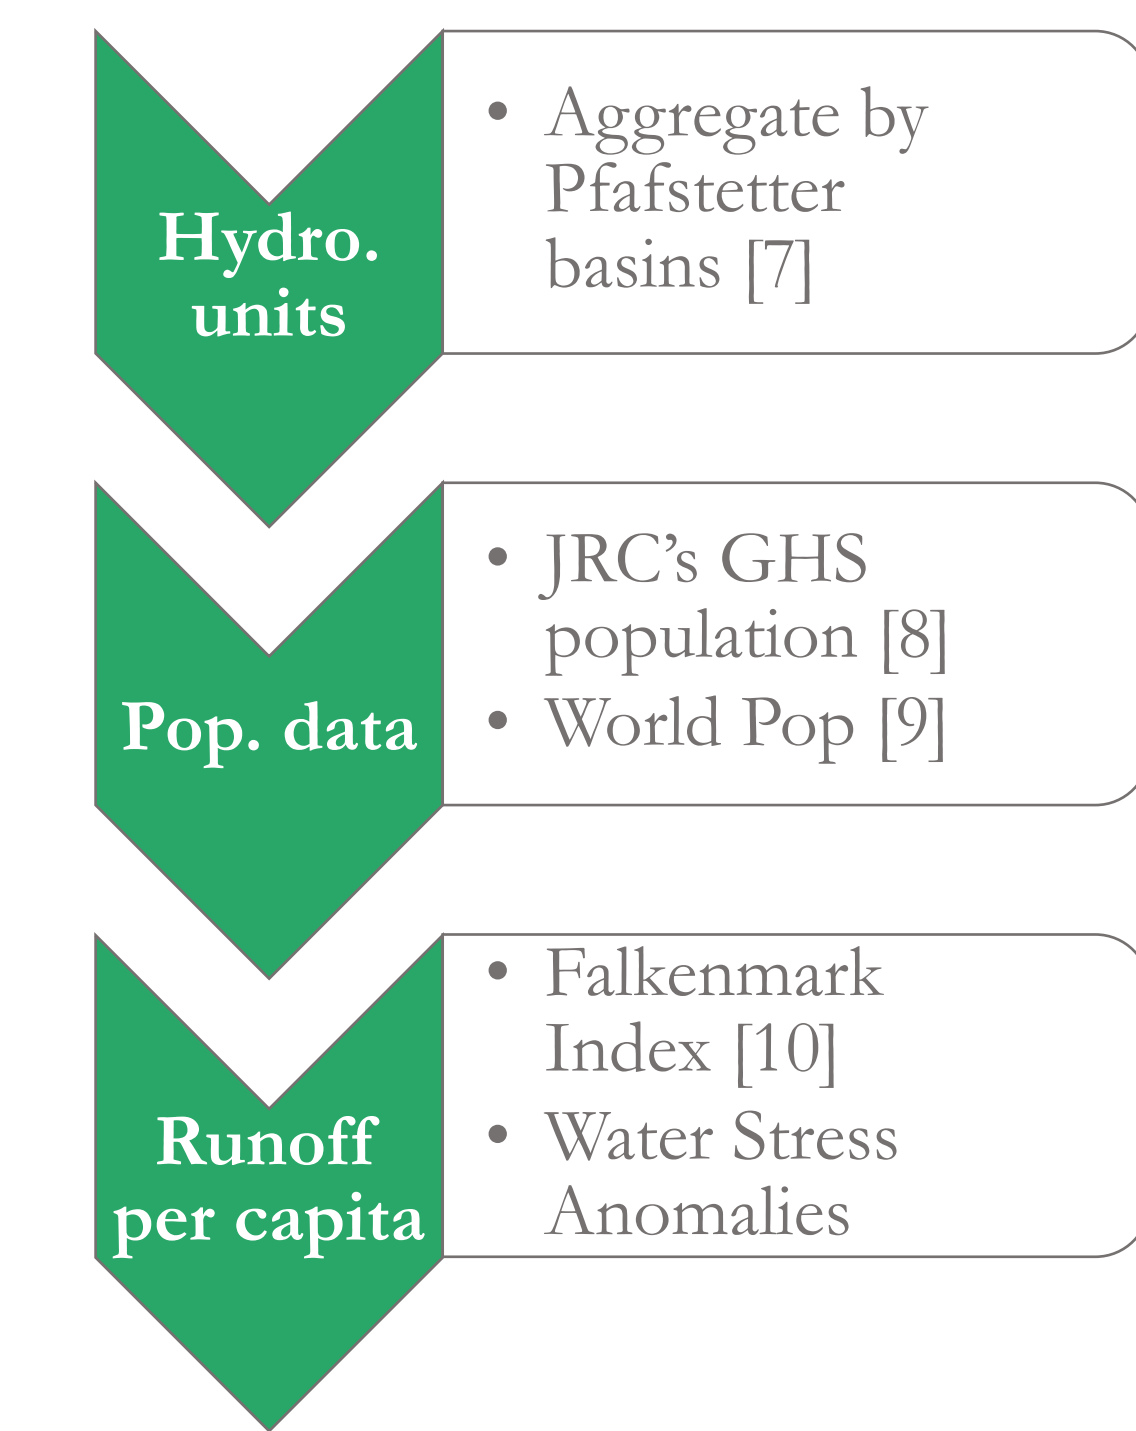 Hydro.
units
• Aggregate by
Pfafstetter
basins [7]
Pop. data
• JRC’s GHS
population [8]
• World Pop [9]
Runoff
per capita
• Falkenmark
Index [10]
• Water Stress
Anomalies